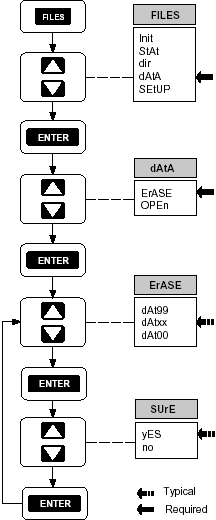 FILES
FILES
Init
StAt
dir
dAtA
SEtUP
ENTER
dAtA
ErASE
OPEn
ENTER
ErASE
dAt99
dAtxx
dAt00
ENTER
SUrE
yES
no
ENTER
Typical
Required